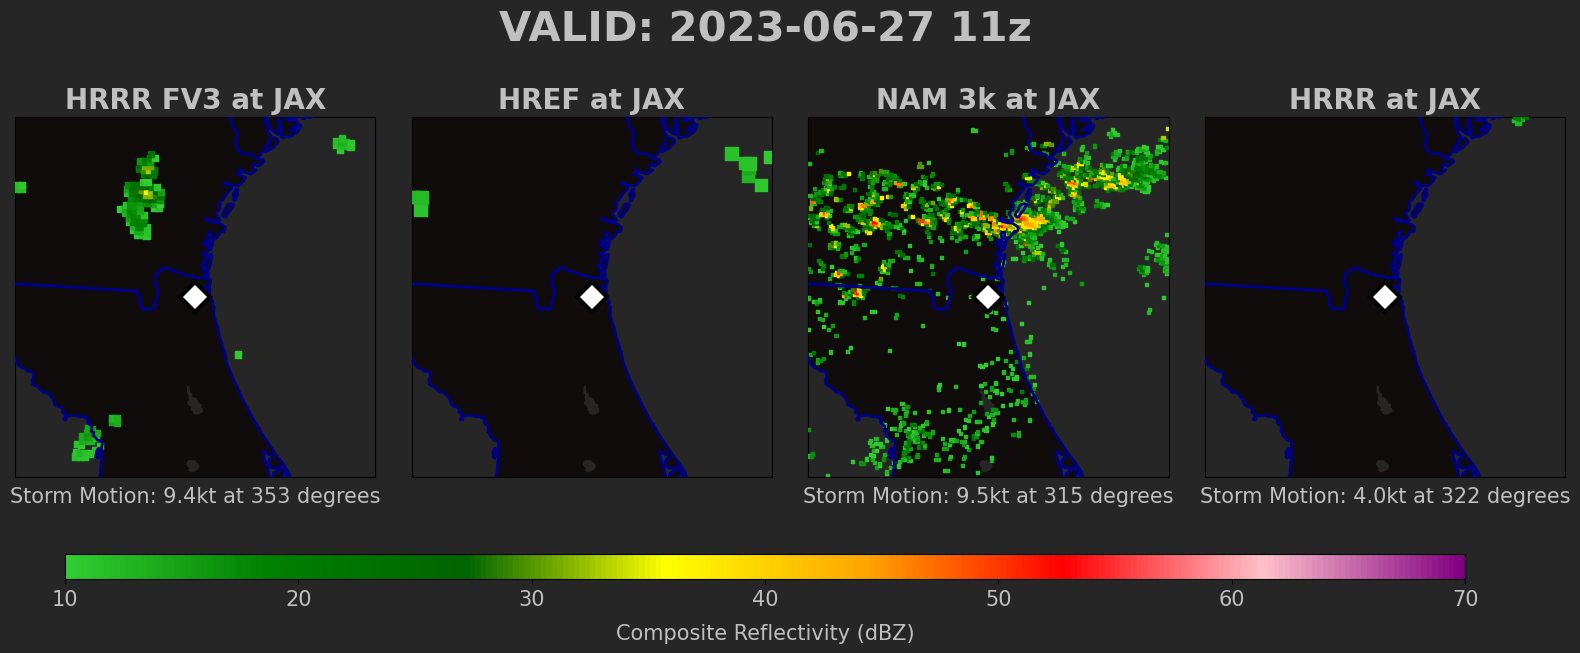 VALID: 2023-06-27 11z
HRRR FV3 at JAX
HREF at JAX
NAM 3k at JAX
HRRR at JAX
Storm Motion: 9.4kt at 353 degrees
Storm Motion: 9.5kt at 315 degrees
Storm Motion: 4.0kt at 322 degrees
10 20 30 40 50 60 70
Composite Reflectivity (dBZ)